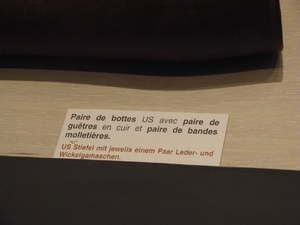 Paire de bottes US avec paire de
guêtres en cuir et paire de bandes
molletières.
US Stiefel mit jeweils einem Paar Leder- und
Wickelgamaschen.